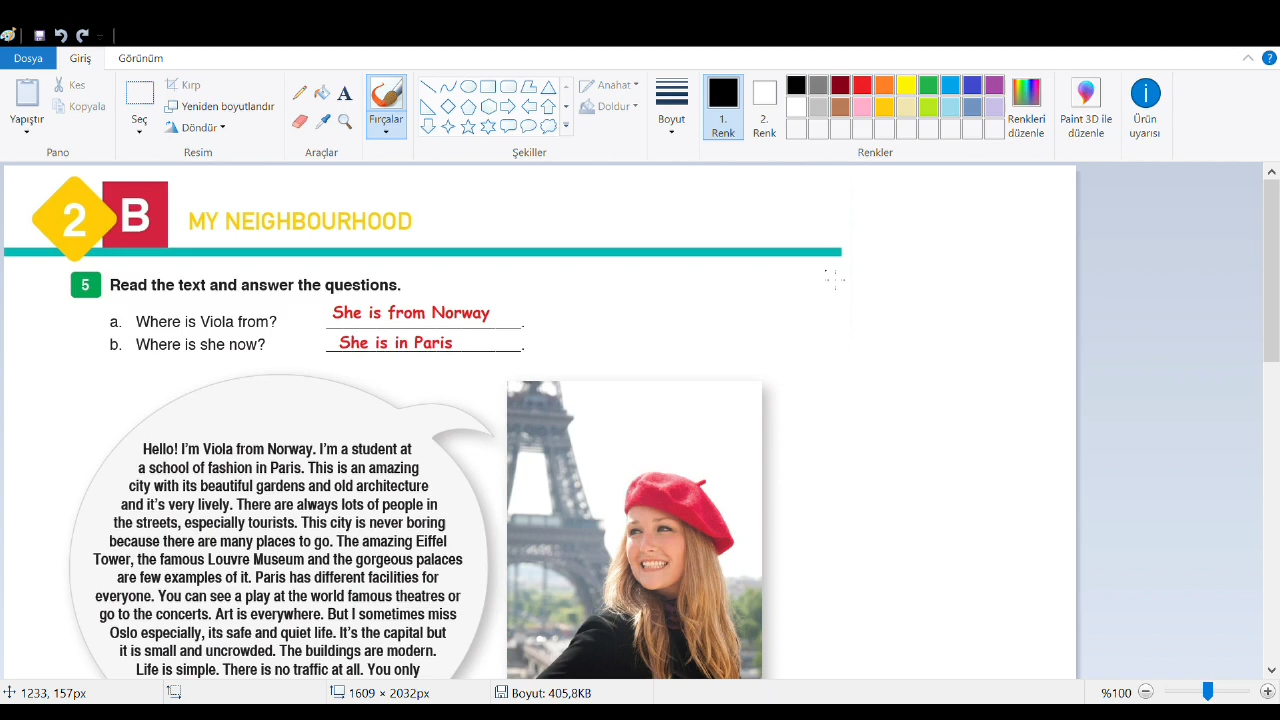 Dosya Giriş Görünüm
Yapıştır
Kes
Kopyala
Pano
Seç
Kırp
Yeniden boyutlandır
Döndür
Resim
A
Araçlar
Fırçalar
Şekiller
Anahat
Doldur
Boyut
1.
Renk
2.
Renk
Renkleri
düzenle
Renkler
Paint 3D ile
düzenle
Ürün
uyarısı
2 B MY NEIGHBOURHOOD
5 Read the text and answer the questions.
a. Where is Viola from? She is from Norway.
b. Where is she now? She is in Paris.
Hello! I'm Viola from Norway. I'm a student at
a school of fashion in Paris. This is an amazing
city with its beautiful gardens and old architecture
and it's very lively. There are always lots of people in
the streets, especially tourists. This city is never boring
because there are many places to go. The amazing Eiffel
Tower, the famous Louvre Museum and the gorgeous palaces
are few examples of it. Paris has different facilities for
everyone. You can see a play at the world famous theatres or
go to the concerts. Art is everywhere. But I sometimes miss
Oslo especially, its safe and quiet life. It's the capital but
it is small and uncrowded. The buildings are modern.
Life is simple. There is no traffic at all. You only
1233, 157px 1609 × 2032px Boyut: 405,8KB %100